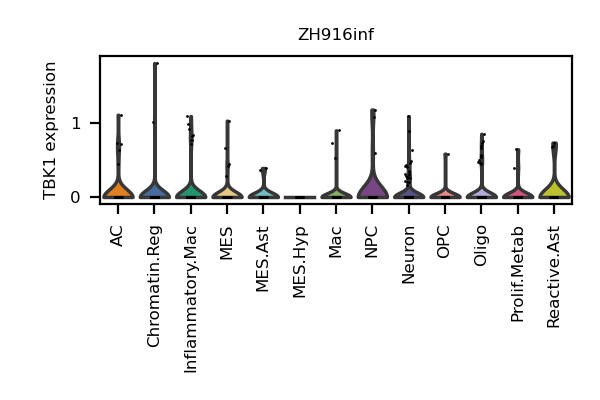 ZH916inf
TBK1 expression
1
0
AC
Chromatin.Reg
Inflammatory.Mac
MES
MES.Ast
MES.Hyp
Mac
NPC
Neuron
OPC
Oligo
Prolif.Metab
Reactive.Ast